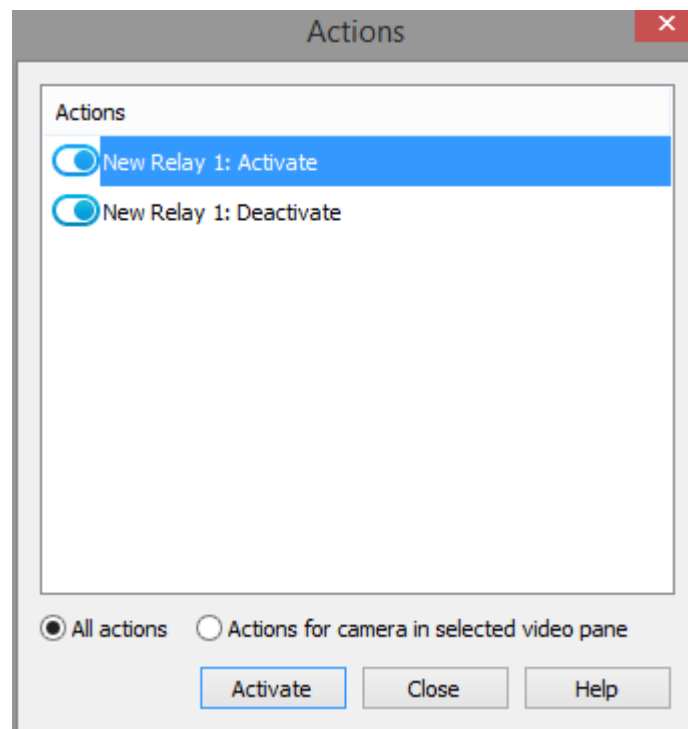 Actions
Actions
New Relay 1: Activate
New Relay 1: Deactivate
All actions Actions for camera in selected video pane
Activate Close Help